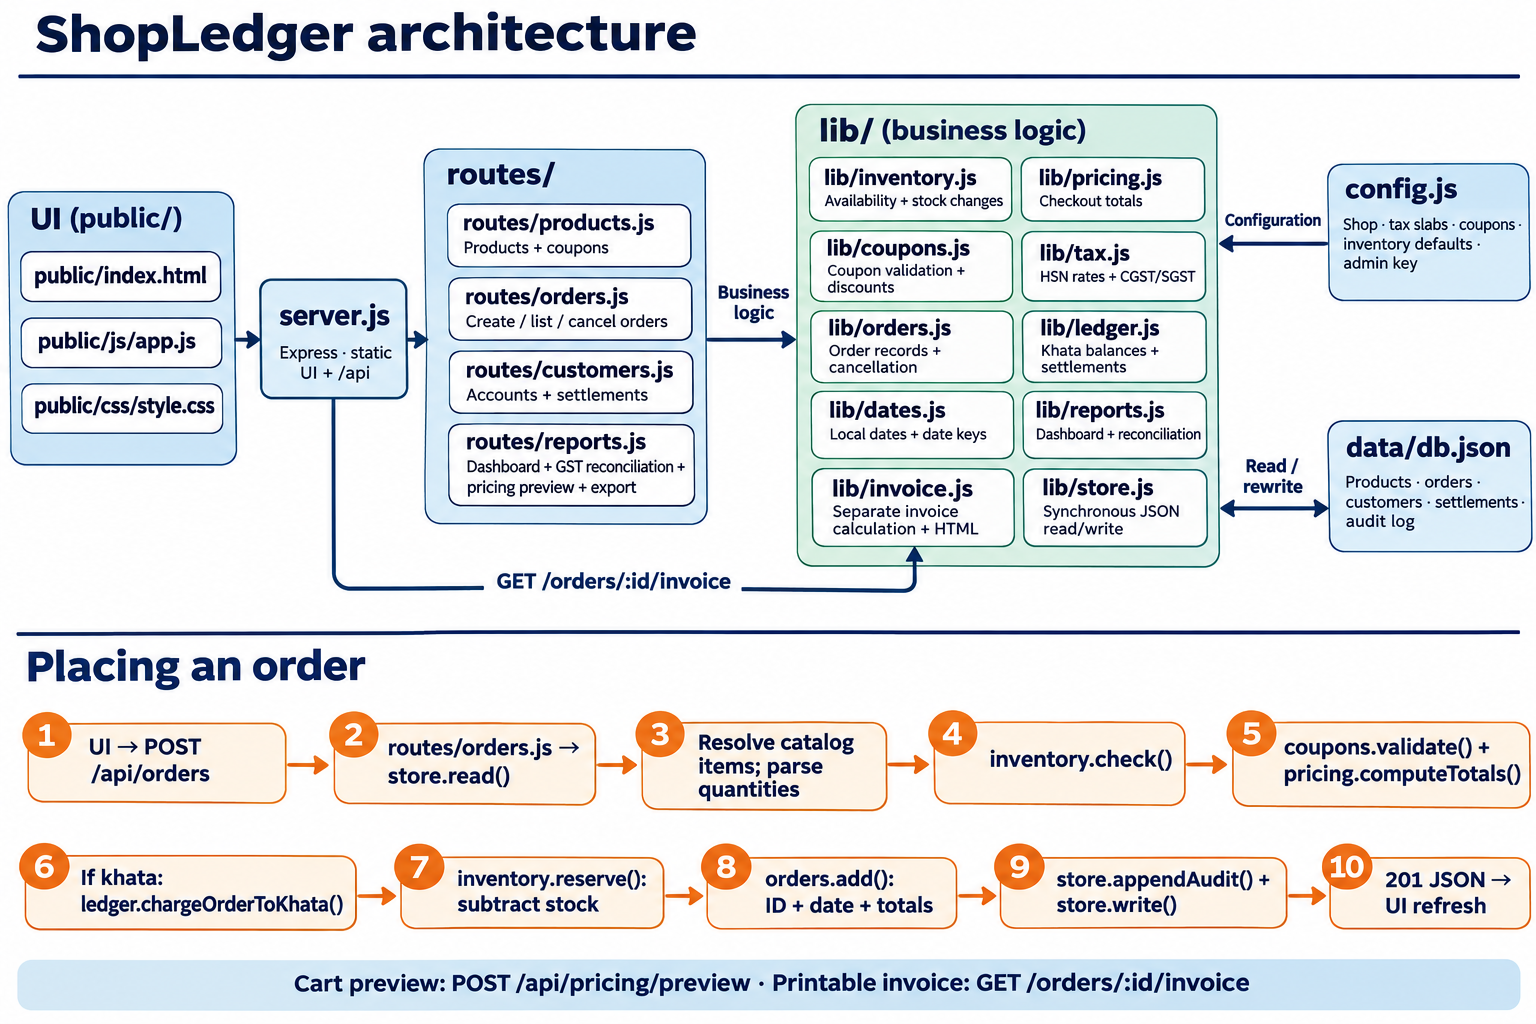 ShopLedger architecture
UI (public/)
public/index.html
public/js/app.js
public/css/style.css
server.js
Express · static
UI + /api
routes/
routes/products.js
Products + coupons
routes/orders.js
Create / list / cancel orders
routes/customers.js
Accounts + settlements
routes/reports.js
Dashboard + GST reconciliation +
pricing preview + export
Business
logic
lib/ (business logic)
lib/inventory.js
Availability + stock changes
lib/pricing.js
Checkout totals
lib/coupons.js
Coupon validation +
discounts
lib/tax.js
HSN rates + CGST/SGST
lib/orders.js
Order records +
cancellation
lib/ledger.js
Khata balances +
settlements
lib/dates.js
Local dates + date keys
lib/reports.js
Dashboard + reconciliation
lib/invoice.js
Separate invoice
calculation + HTML
lib/store.js
Synchronous JSON
read/write
Configuration
config.js
Shop · tax slabs · coupons ·
inventory defaults ·
admin key
Read /
rewrite
data/db.json
Products · orders ·
customers · settlements ·
audit log
GET /orders/:id/invoice
Placing an order
1
UI → POST
/api/orders
2
routes/orders.js →
store.read()
3
Resolve catalog
items; parse
quantities
4
inventory.check()
5
coupons.validate() +
pricing.computeTotals()
6
If khata:
ledger.chargeOrderToKhata()
7
inventory.reserve():
subtract stock
8
orders.add():
ID + date + totals
9
store.appendAudit() +
store.write()
10
201 JSON →
UI refresh
Cart preview: POST /api/pricing/preview · Printable invoice: GET /orders/:id/invoice